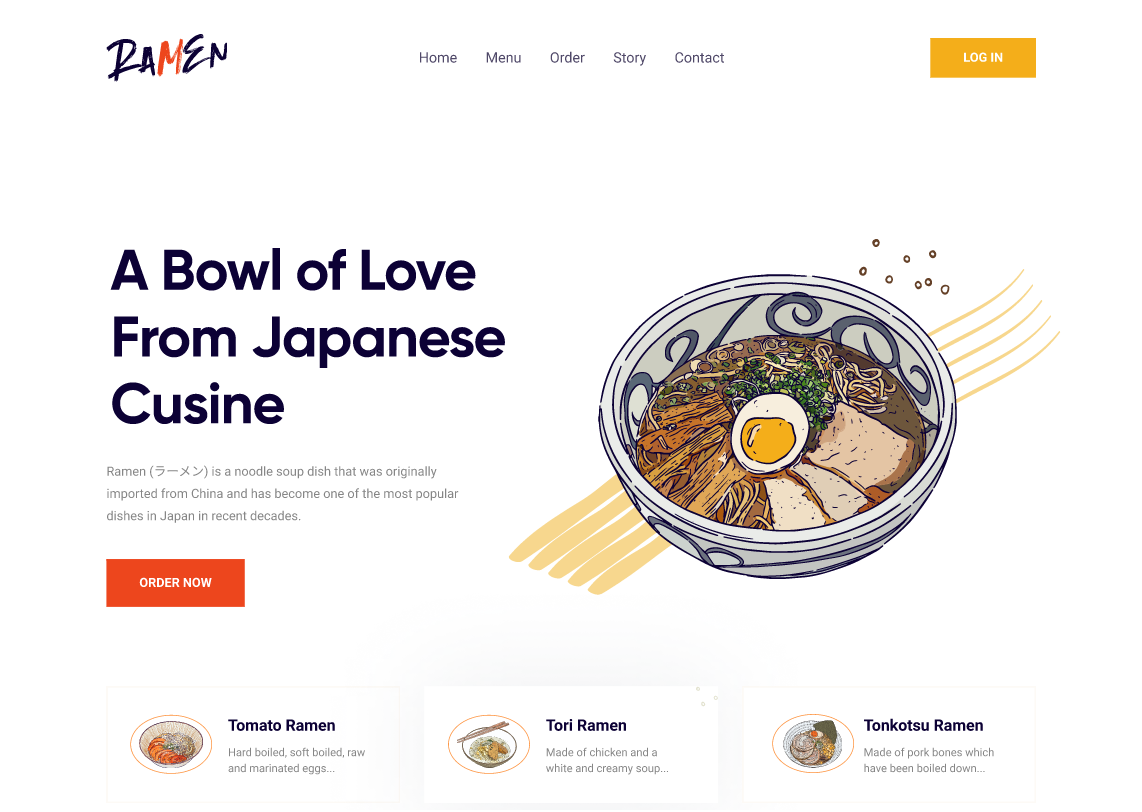 RAMEN
Home Menu Order Story Contact
LOG IN
A Bowl of Love
From Japanese
Cusine
Ramen (ラーメン) is a noodle soup dish that was originally
imported from China and has become one of the most popular
dishes in Japan in recent decades.
ORDER NOW
Tomato Ramen
Hard boiled, soft boiled, raw
and marinated eggs...
Tori Ramen
Made of chicken and a
white and creamy soup...
Tonkotsu Ramen
Made of pork bones which
have been boiled down...